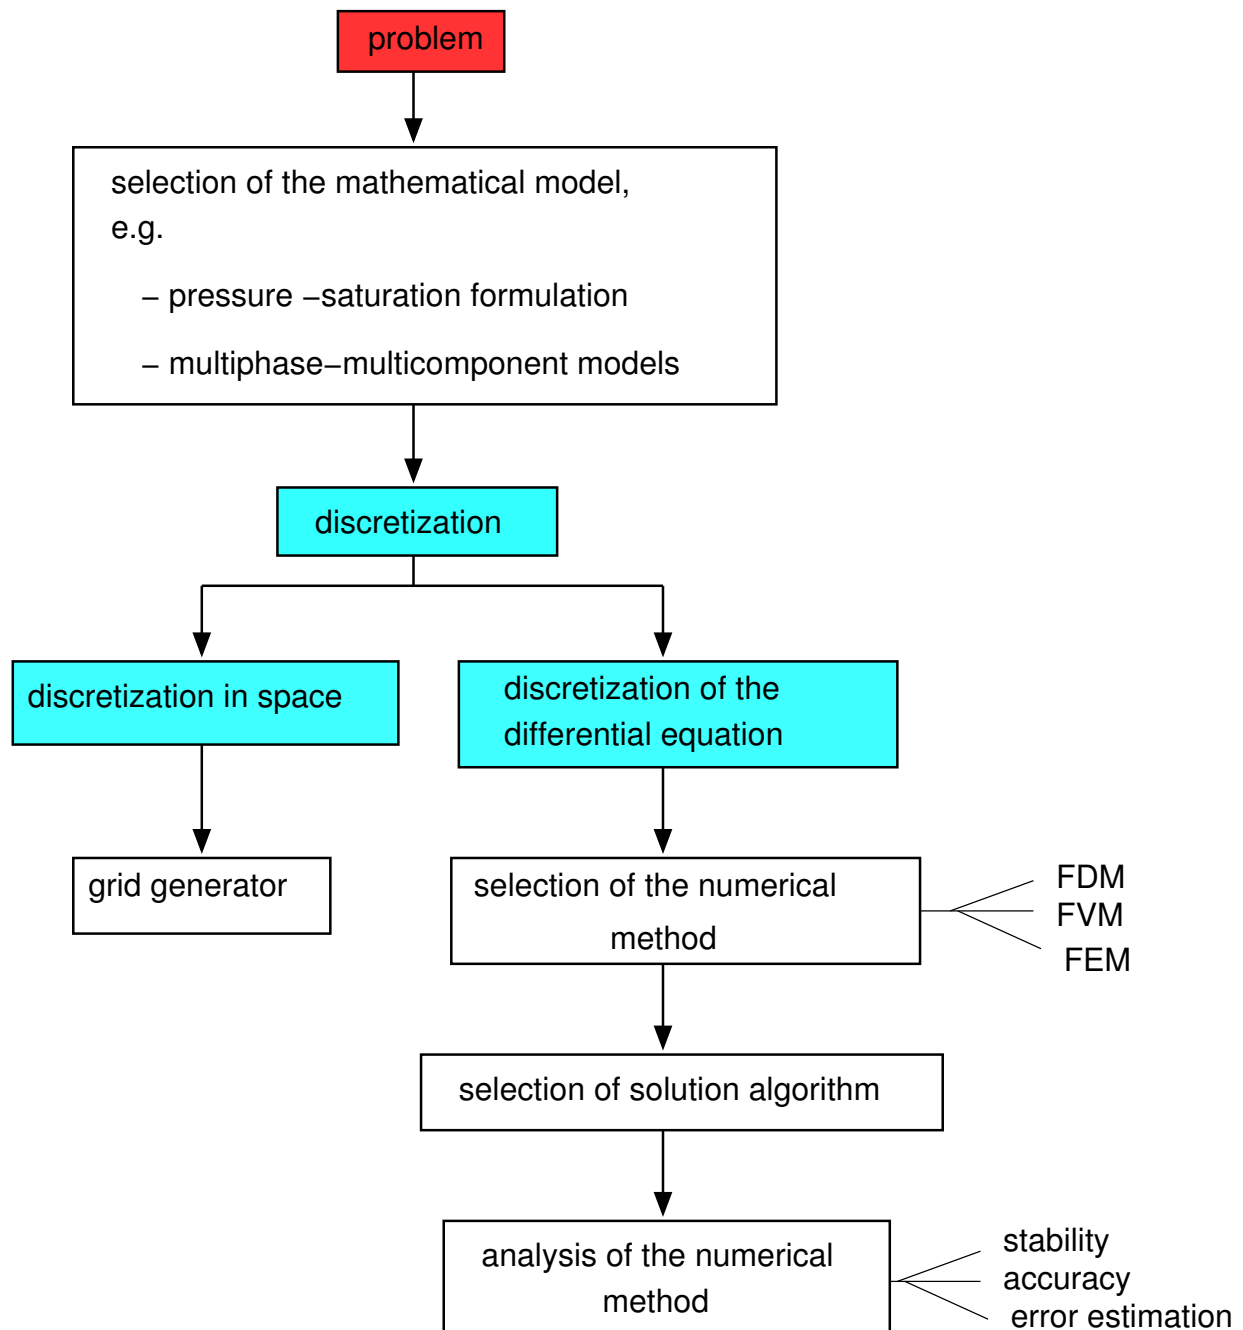 problem
selection of the mathematical model,
e.g.
– pressure –saturation formulation
– multiphase–multicomponent models
discretization
discretization in space
discretization of the
differential equation
grid generator
selection of the numerical
method
FDM
FVM
FEM
selection of solution algorithm
analysis of the numerical
method
stability
accuracy
error estimation